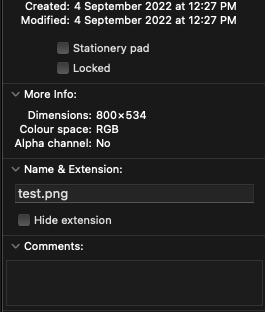 Created: 4 September 2022 at 12:27 PM
Modified: 4 September 2022 at 12:27 PM
Stationery pad
Locked
More Info:
Dimensions: 800×534
Colour space: RGB
Alpha channel: No
Name & Extension:
test.png
Hide extension
Comments: